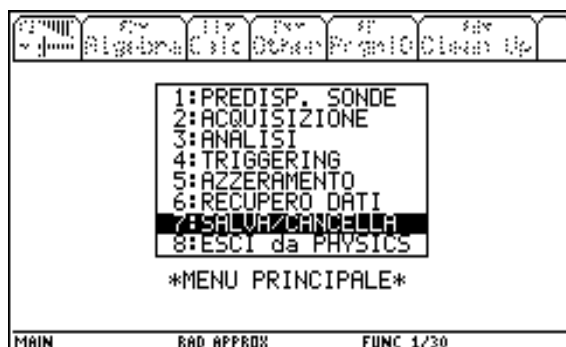 Algebra Calc Other PrgmIO Clean Up
1:PREDISP. SONDE
2:ACQUISIZIONE
3:ANALISI
4:TRIGGERING
5:AZZERAMENTO
6:RECUPERO DATI
7:SALVA/CANCELLA
8:ESCI da PHYSICS
*MENU PRINCIPALE*
MAIN RAD APPROX FUNC 1/30